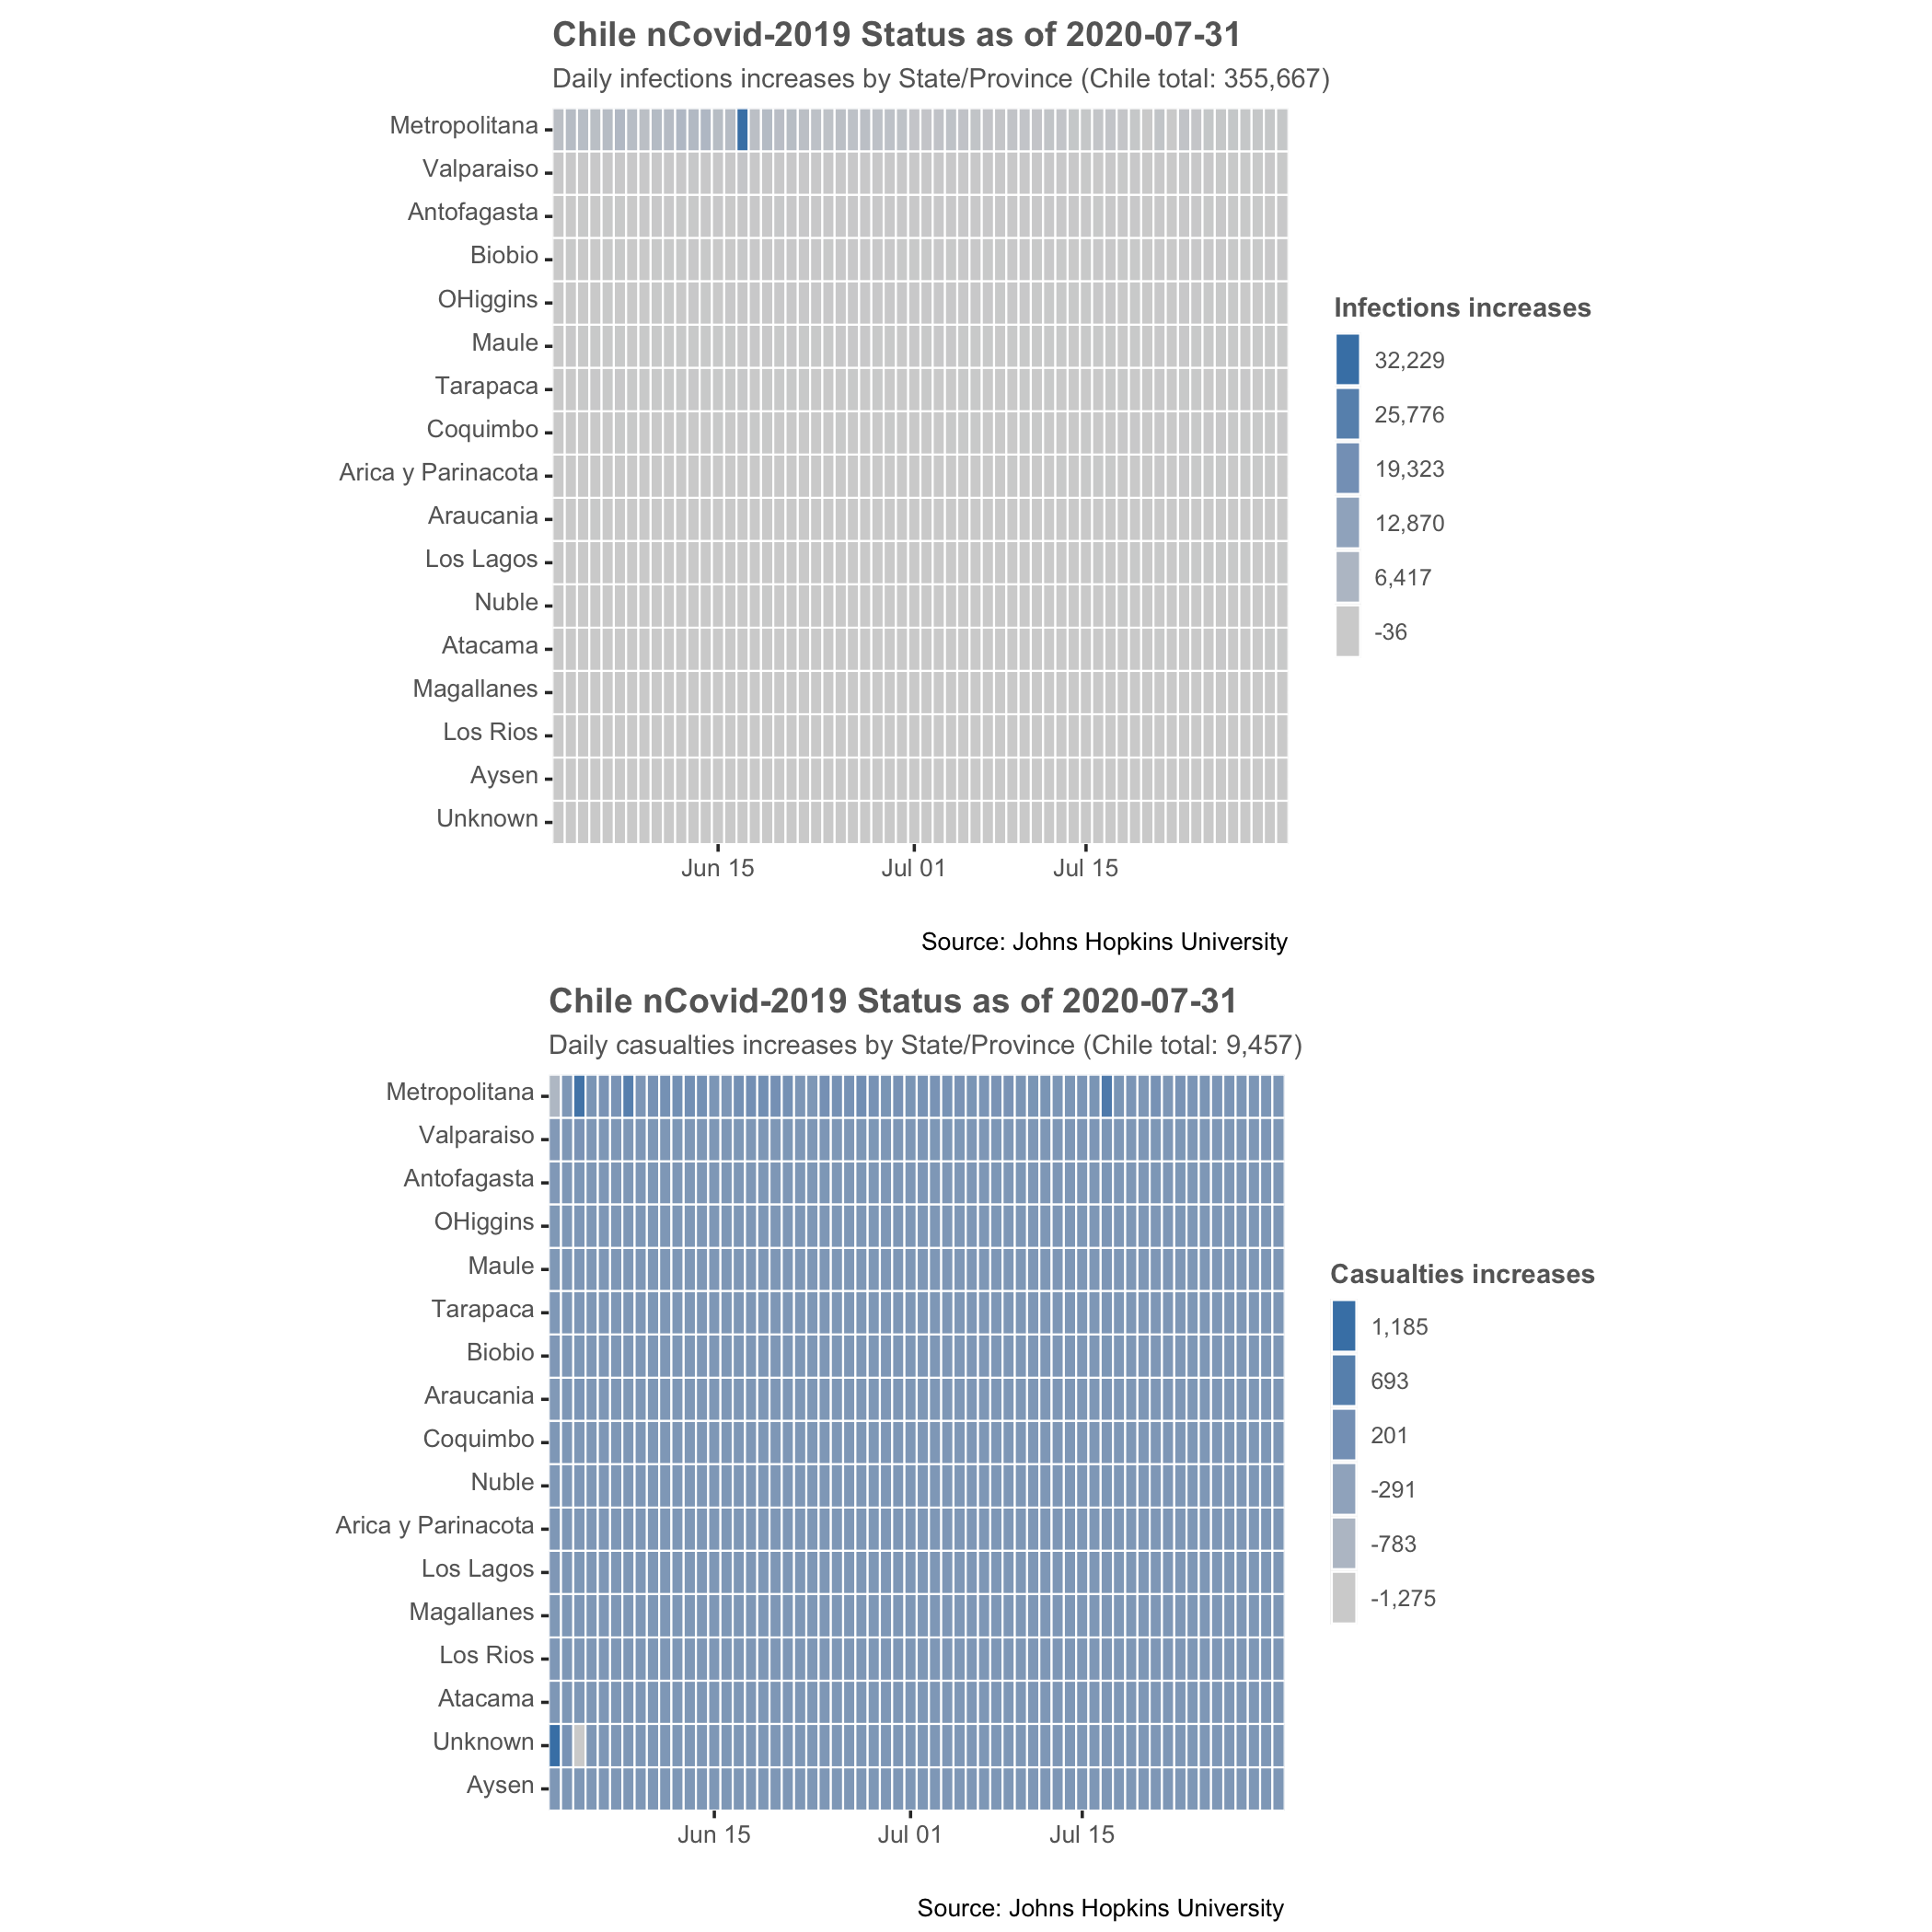 Chile nCovid-2019 Status as of 2020-07-31
Daily infections increases by State/Province (Chile total: 355,667)
Metropolitana
Valparaiso
Antofagasta
Biobio
OHiggins
Maule
Tarapaca
Coquimbo
Arica y Parinacota
Araucania
Los Lagos
Nuble
Atacama
Magallanes
Los Rios
Aysen
Unknown
Jun 15 Jul 01 Jul 15
Infections increases
32,229
25,776
19,323
12,870
6,417
-36
Source: Johns Hopkins University
Chile nCovid-2019 Status as of 2020-07-31
Daily casualties increases by State/Province (Chile total: 9,457)
Metropolitana
Valparaiso
Antofagasta
OHiggins
Maule
Tarapaca
Biobio
Araucania
Coquimbo
Nuble
Arica y Parinacota
Los Lagos
Magallanes
Los Rios
Atacama
Unknown
Aysen
Jun 15 Jul 01 Jul 15
Casualties increases
1,185
693
201
-291
-783
-1,275
Source: Johns Hopkins University